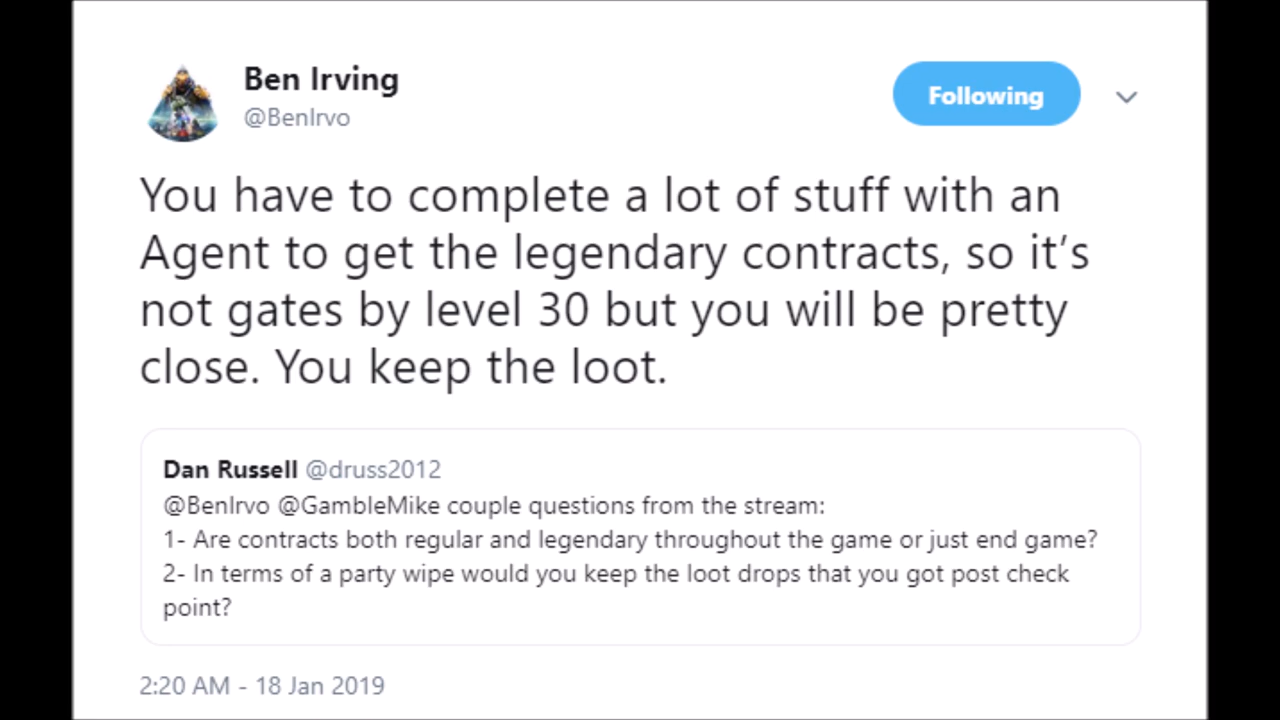 Ben Irving
@BenIrvo
Following
You have to complete a lot of stuff with an
Agent to get the legendary contracts, so it’s
not gates by level 30 but you will be pretty
close. You keep the loot.
Dan Russell @druss2012
@BenIrvo @GambleMike couple questions from the stream:
1- Are contracts both regular and legendary throughout the game or just end game?
2- In terms of a party wipe would you keep the loot drops that you got post check
point?
2:20 AM - 18 Jan 2019